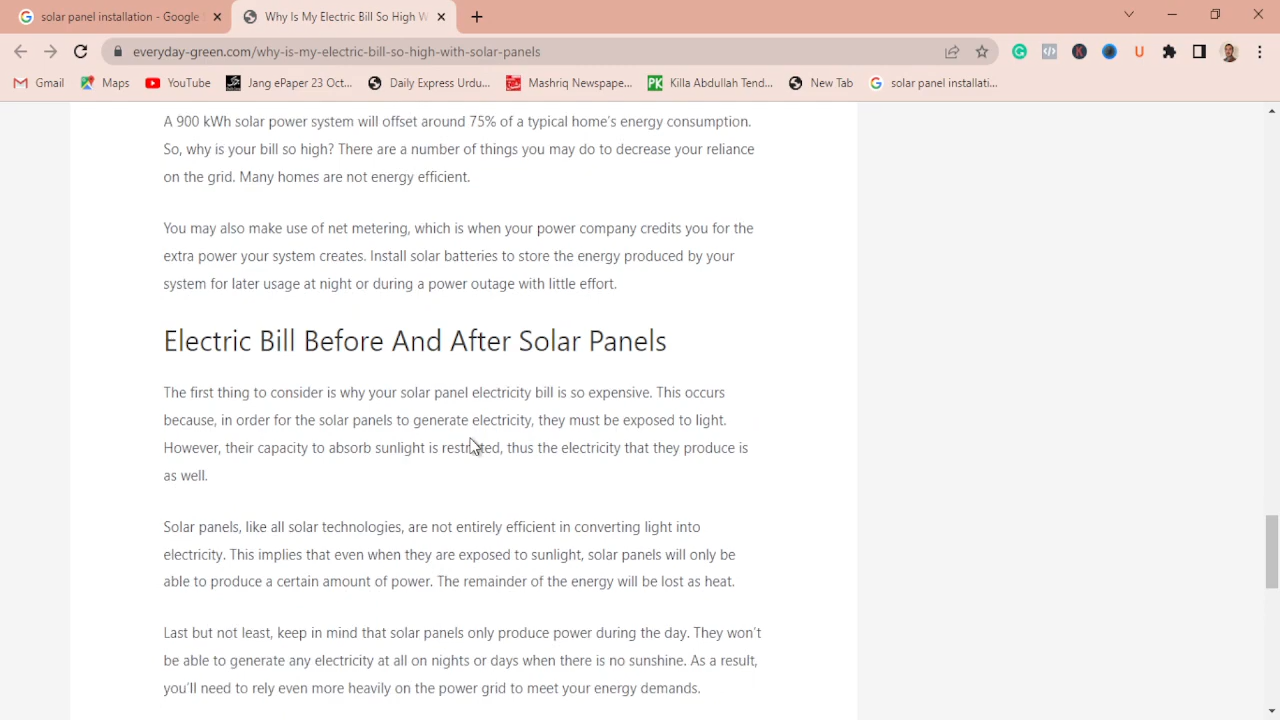 solar panel installation - Google
Why Is My Electric Bill So High W
everyday-green.com/why-is-my-electric-bill-so-high-with-solar-panels
Gmail
Maps
YouTube
Jang ePaper 23 Oct...
Daily Express Urdu...
Mashriq Newspape...
Killa Abdullah Tend...
New Tab
solar panel installati...
A 900 kWh solar power system will offset around 75% of a typical home's energy consumption.
So, why is your bill so high? There are a number of things you may do to decrease your reliance
on the grid. Many homes are not energy efficient.
You may also make use of net metering, which is when your power company credits you for the
extra power your system creates. Install solar batteries to store the energy produced by your
system for later usage at night or during a power outage with little effort.
Electric Bill Before And After Solar Panels
The first thing to consider is why your solar panel electricity bill is so expensive. This occurs
because, in order for the solar panels to generate electricity, they must be exposed to light.
However, their capacity to absorb sunlight is restricted, thus the electricity that they produce is
as well.
Solar panels, like all solar technologies, are not entirely efficient in converting light into
electricity. This implies that even when they are exposed to sunlight, solar panels will only be
able to produce a certain amount of power. The remainder of the energy will be lost as heat.
Last but not least, keep in mind that solar panels only produce power during the day. They won't
be able to generate any electricity at all on nights or days when there is no sunshine. As a result,
you'll need to rely even more heavily on the power grid to meet your energy demands.